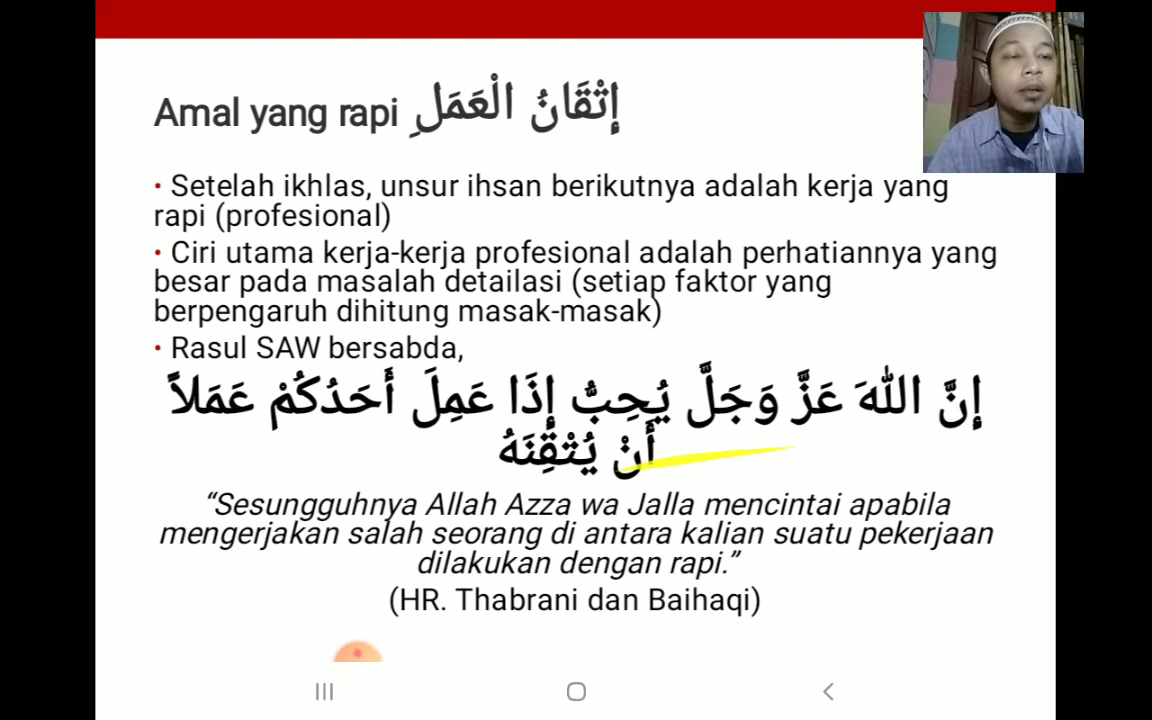 Amal yang rapi إِتْقَانُ الْعَمَلِ
• Setelah ikhlas, unsur ihsan berikutnya adalah kerja yang
rapi (profesional)
• Ciri utama kerja-kerja profesional adalah perhatiannya yang
besar pada masalah detailasi (setiap faktor yang
berpengaruh dihitung masak-masak)
• Rasul SAW bersabda,
إِنَّ اللهَ عَزَّ وَجَلَّ يُحِبُّ إِذَا عَمِلَ أَحَدُكُمْ عَمَلاً
أَنْ يُتْقِنَهُ
“Sesungguhnya Allah Azza wa Jalla mencintai apabila
mengerjakan salah seorang di antara kalian suatu pekerjaan
dilakukan dengan rapi.”
(HR. Thabrani dan Baihaqi)